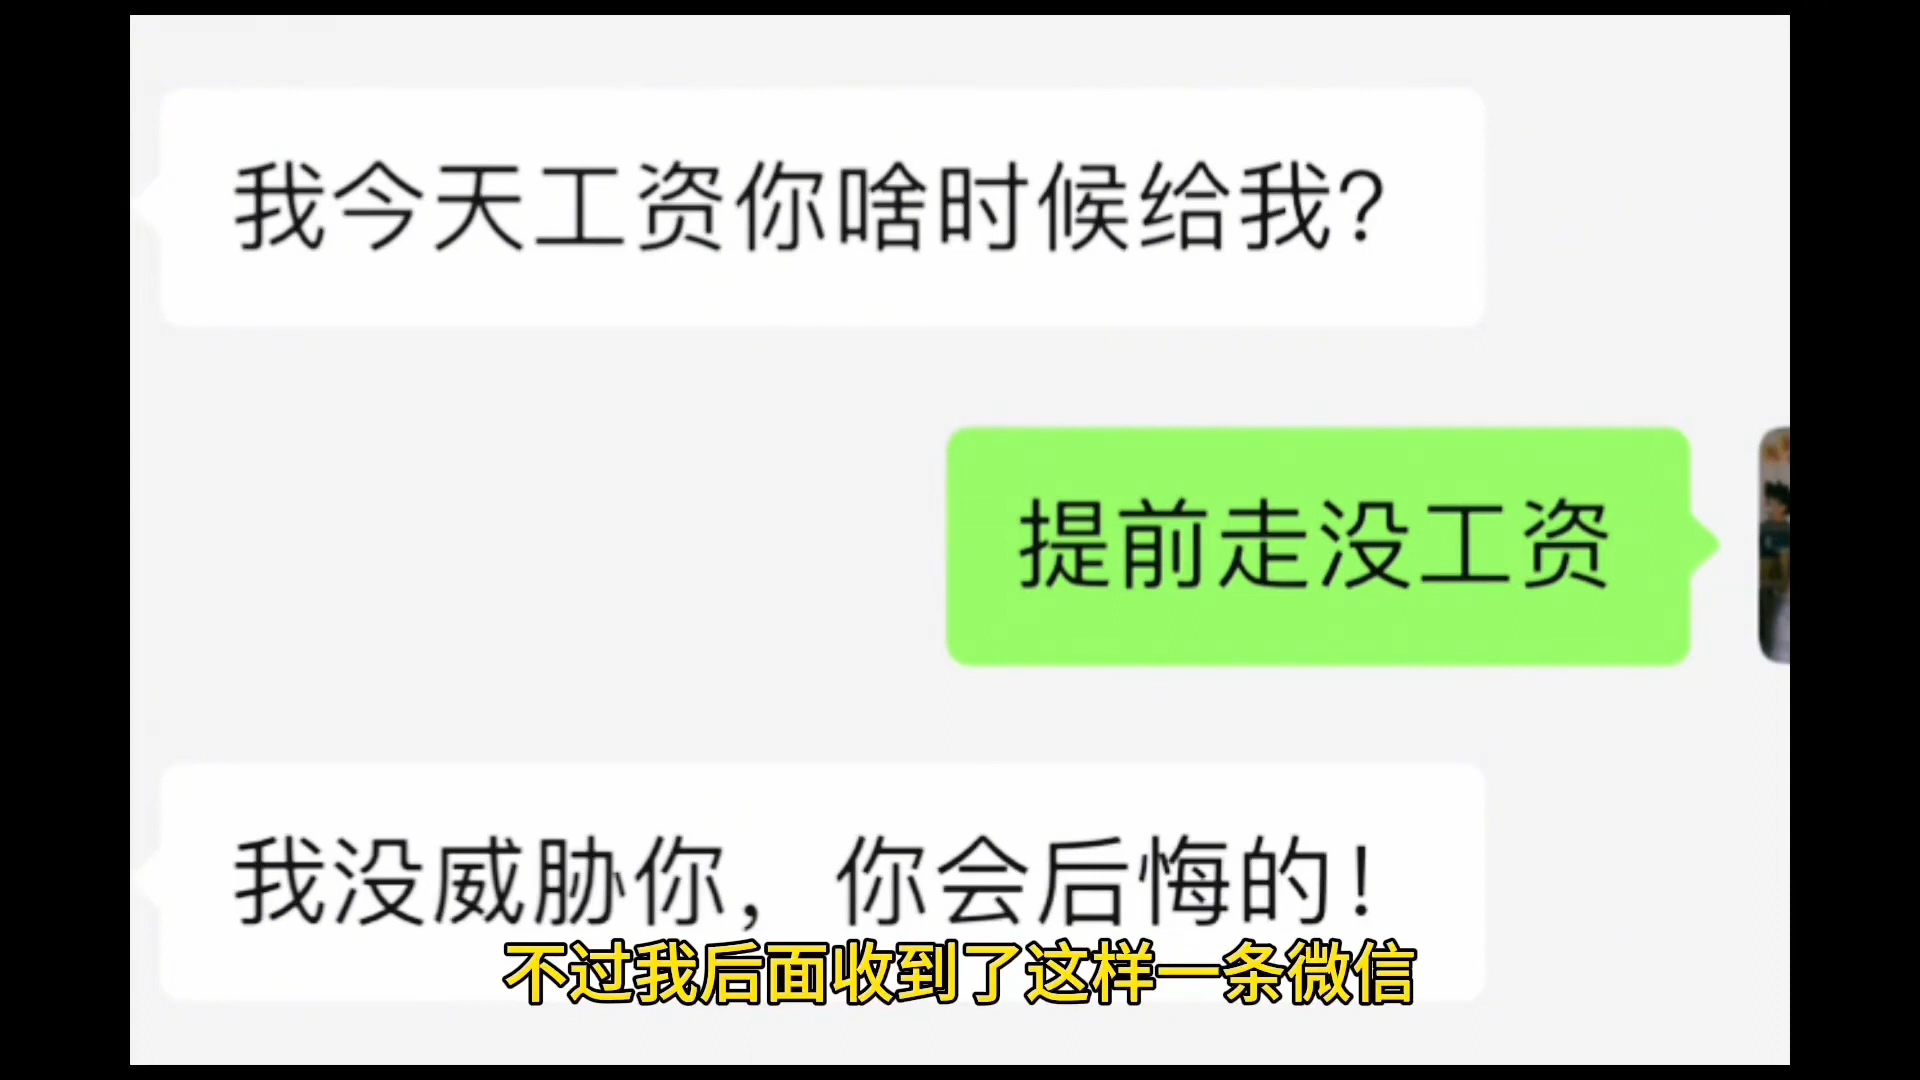 我今天工资你啥时候给我?
提前走没工资
我没威胁你，你会后悔的！
不过我后面收到了这样一条微信